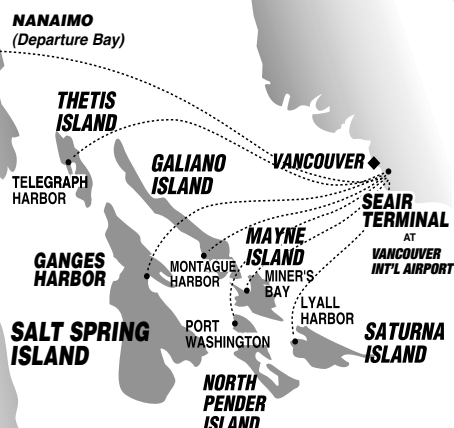 NANAIMO
(Departure Bay)
THETIS
ISLAND
VANCOUVER
GALIANO
ISLAND
TELEGRAPH
HARBOR
SEAIR
TERMINAL
AT
VANCOUVER
INT'L AIRPORT
MAYNE
ISLAND
GANGES
HARBOR
MONTAGUE
HARBOR
MINER'S
BAY
LYALL
HARBOR
SALT SPRING
ISLAND
PORT
WASHINGTON
SATURNA
ISLAND
NORTH
PENDER
ISLAND